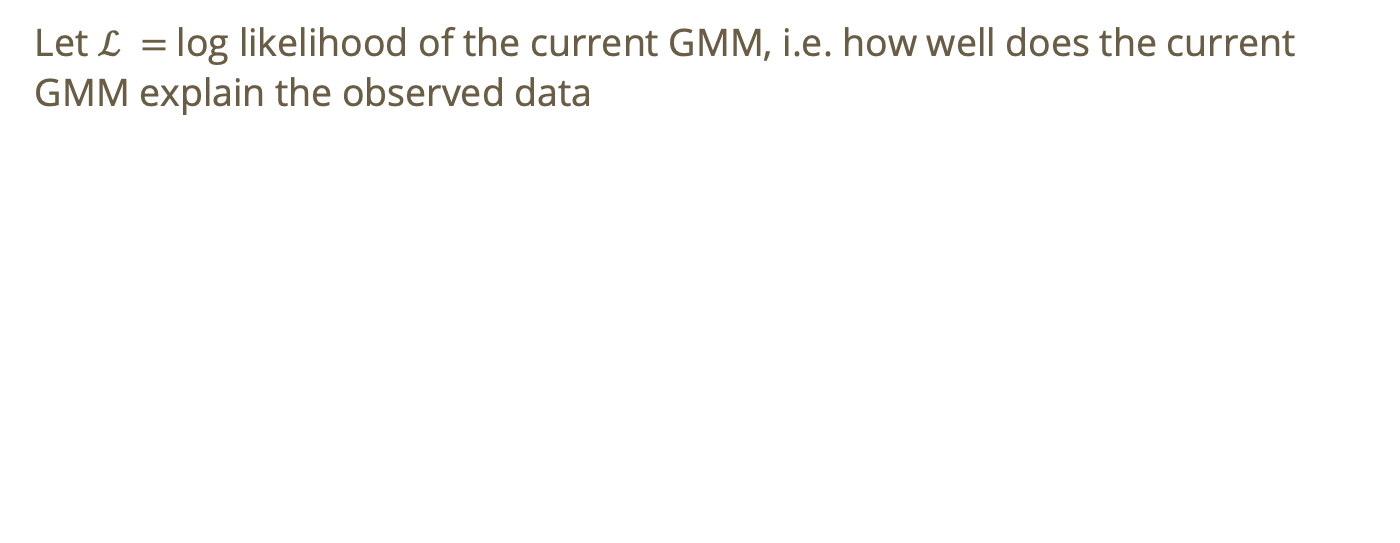 Let ℒ = log likelihood of the current GMM, i.e. how well does the current
GMM explain the observed data